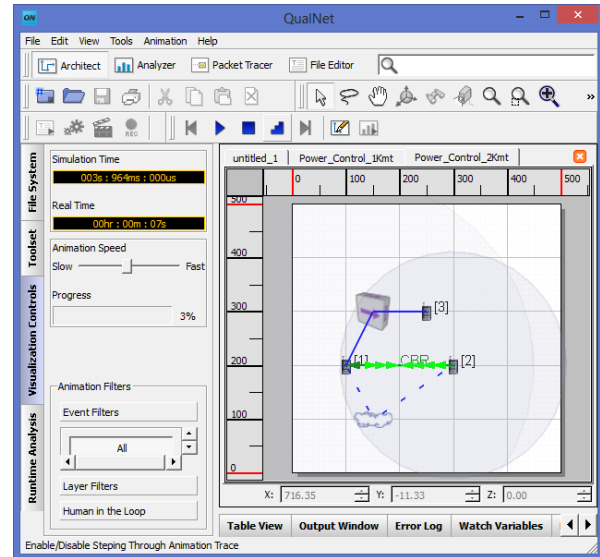 QN QualNet
File Edit View Tools Animation Help
Architect Analyzer Packet Tracer File Editor
REC »
File System
Toolset
Visualization Controls
Runtime Analysis
Simulation Time
003s : 964ms : 000us
Real Time
00hr : 00m : 07s
Animation Speed
Slow Fast
Progress
3%
Animation Filters
Event Filters
All
Layer Filters
Human in the Loop
untitled_1 Power_Control_1Kmt Power_Control_2Kmt
0 100 200 300 400 500
500
400
300
200
100
0
[3]
[1] CBR [2]
X: 716.35 Y: -11.33 Z: 0.00
Table View Output Window Error Log Watch Variables
Enable/Disable Steping Through Animation Trace